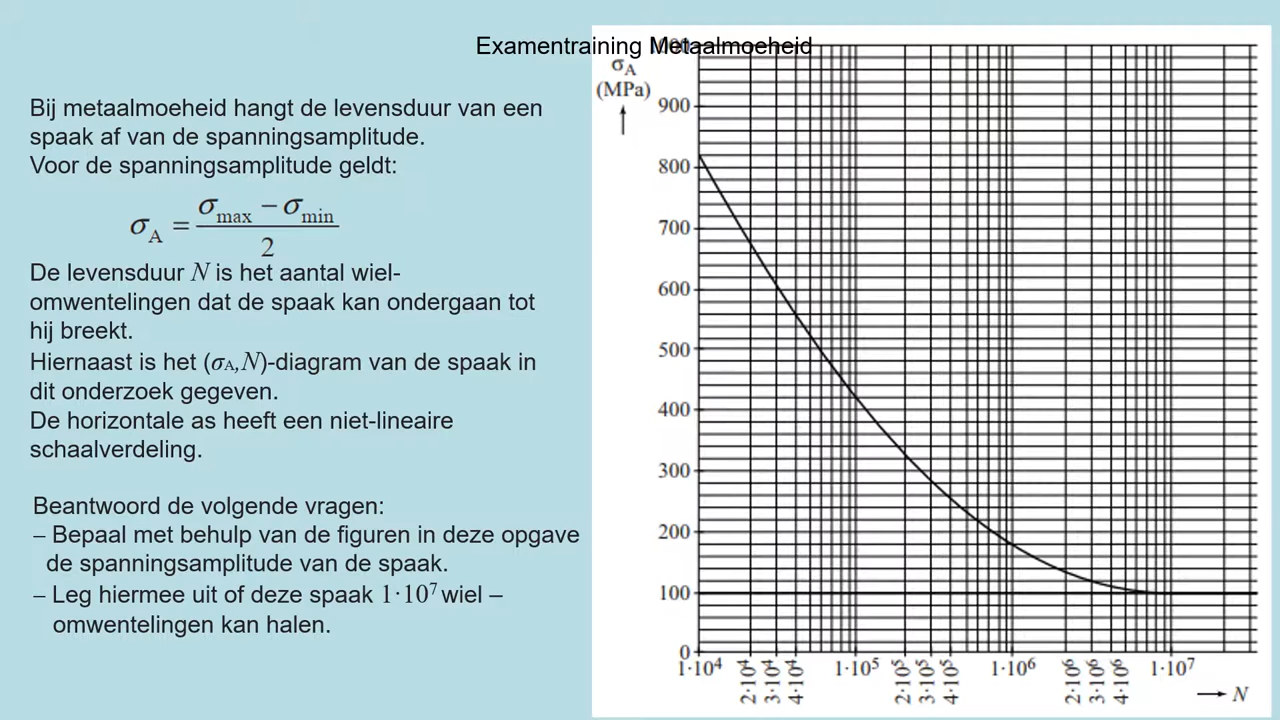 Examentraining Metaalmoeheid
Bij metaalmoeheid hangt de levensduur van een
spaak af van de spanningsamplitude.
Voor de spanningsamplitude geldt:
σA = (σmax − σmin) / 2
De levensduur N is het aantal wiel-
omwentelingen dat de spaak kan ondergaan tot
hij breekt.
Hiernaast is het (σA,N)-diagram van de spaak in
dit onderzoek gegeven.
De horizontale as heeft een niet-lineaire
schaalverdeling.
Beantwoord de volgende vragen:
– Bepaal met behulp van de figuren in deze opgave
de spanningsamplitude van de spaak.
– Leg hiermee uit of deze spaak 1·10⁷ wiel –
omwentelingen kan halen.
σA
(MPa)
900
800
700
600
500
400
300
200
100
0
1·10⁴ 2·10⁴ 3·10⁴ 4·10⁴ 1·10⁵ 2·10⁵ 3·10⁵ 4·10⁵ 1·10⁶ 2·10⁶ 3·10⁶ 4·10⁶ 1·10⁷
N